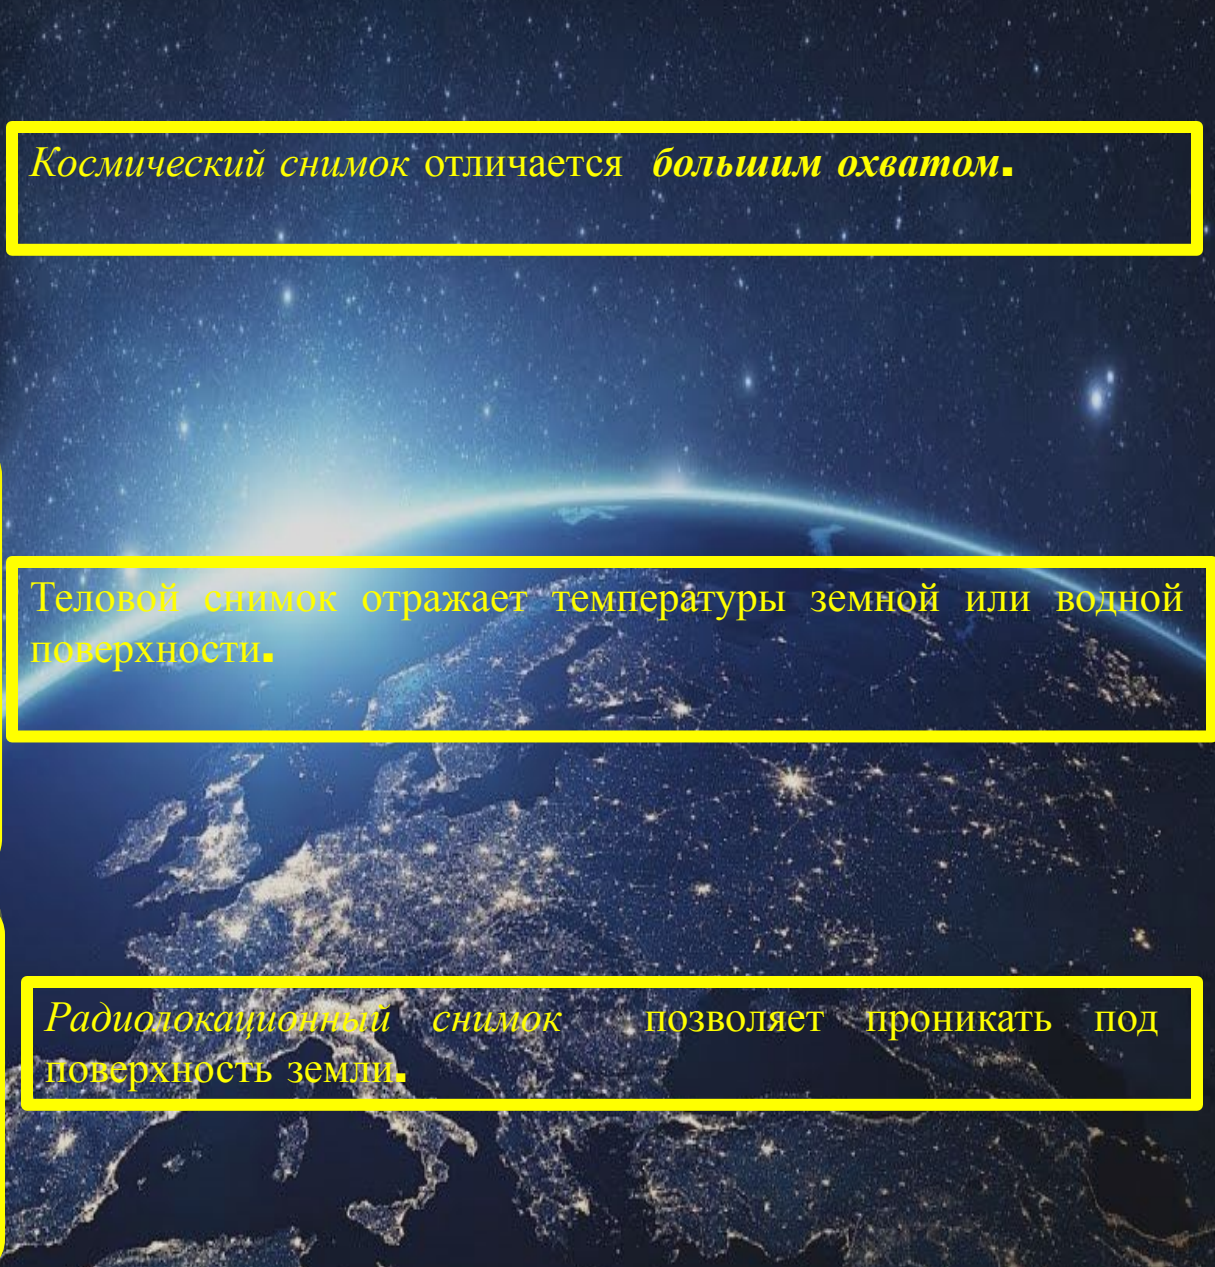 Космический снимок отличается большим охватом.
Теловой снимок отражает температуры земной или водной
поверхности.
Радиолокационный снимок позволяет проникать под
поверхность земли.